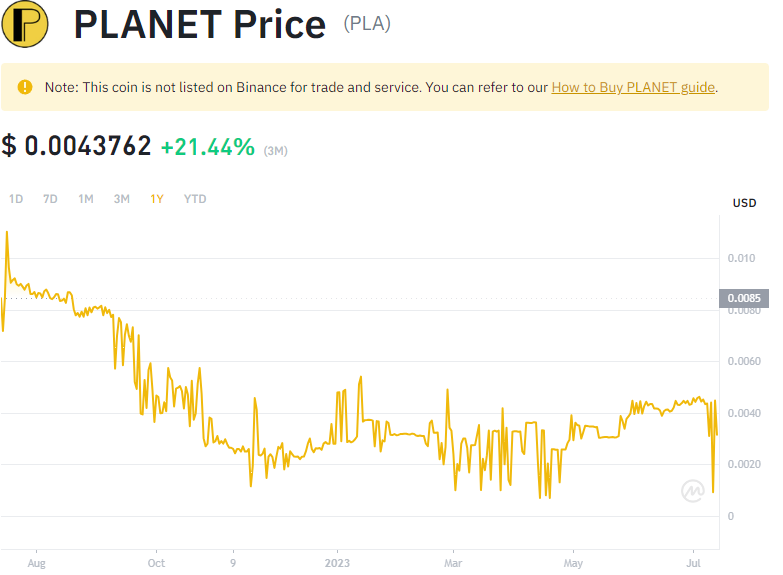 PLANET Price (PLA)
Note: This coin is not listed on Binance for trade and service. You can refer to our How to Buy PLANET guide.
$ 0.0043762 +21.44% (3M)
1D 7D 1M 3M 1Y YTD
USD
0.010
0.0085
0.0080
0.0060
0.0040
0.0020
0
Aug Oct 9 2023 Mar May Jul